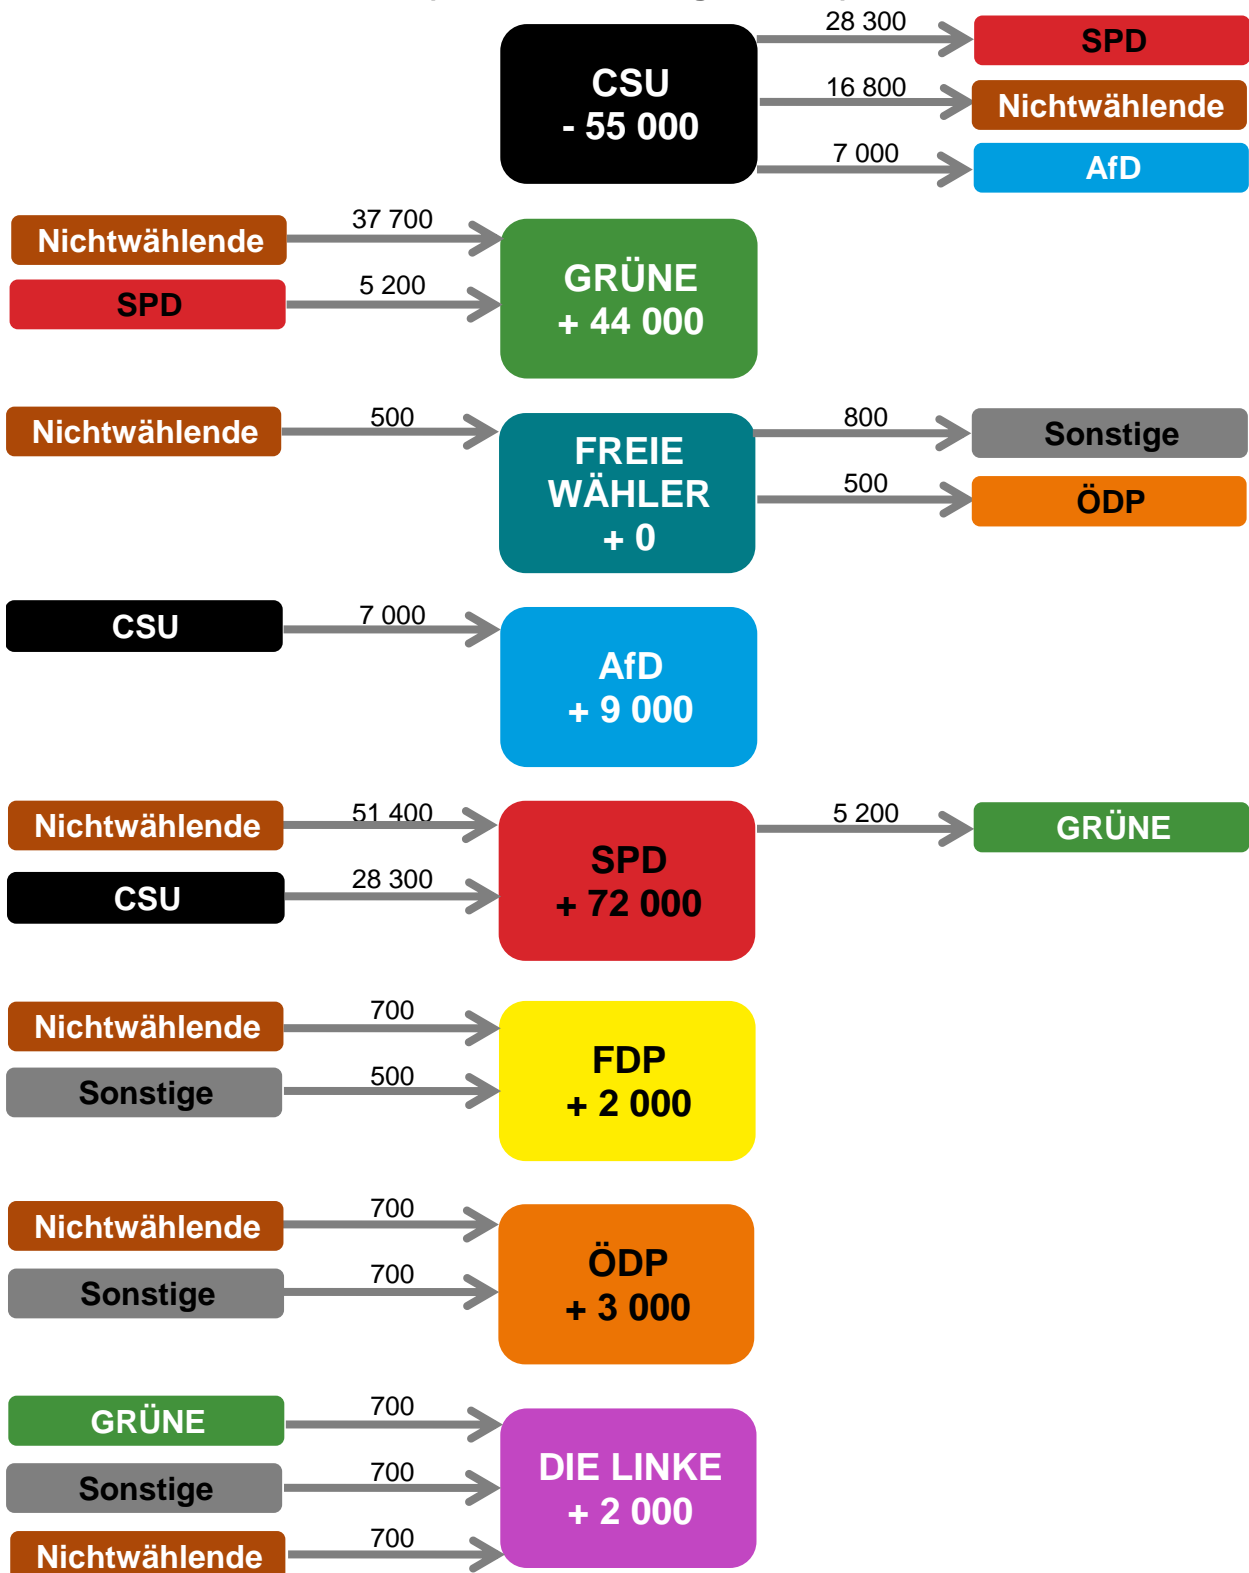 28 300
SPD
CSU
- 55 000
16 800
Nichtwählende
7 000
AfD
Nichtwählende
37 700
SPD
5 200
GRÜNE
+ 44 000
Nichtwählende
500
FREIE
WÄHLER
+ 0
800
Sonstige
500
ÖDP
CSU
7 000
AfD
+ 9 000
Nichtwählende
51 400
CSU
28 300
SPD
+ 72 000
5 200
GRÜNE
Nichtwählende
700
Sonstige
500
FDP
+ 2 000
Nichtwählende
700
Sonstige
700
ÖDP
+ 3 000
GRÜNE
700
Sonstige
700
Nichtwählende
700
DIE LINKE
+ 2 000